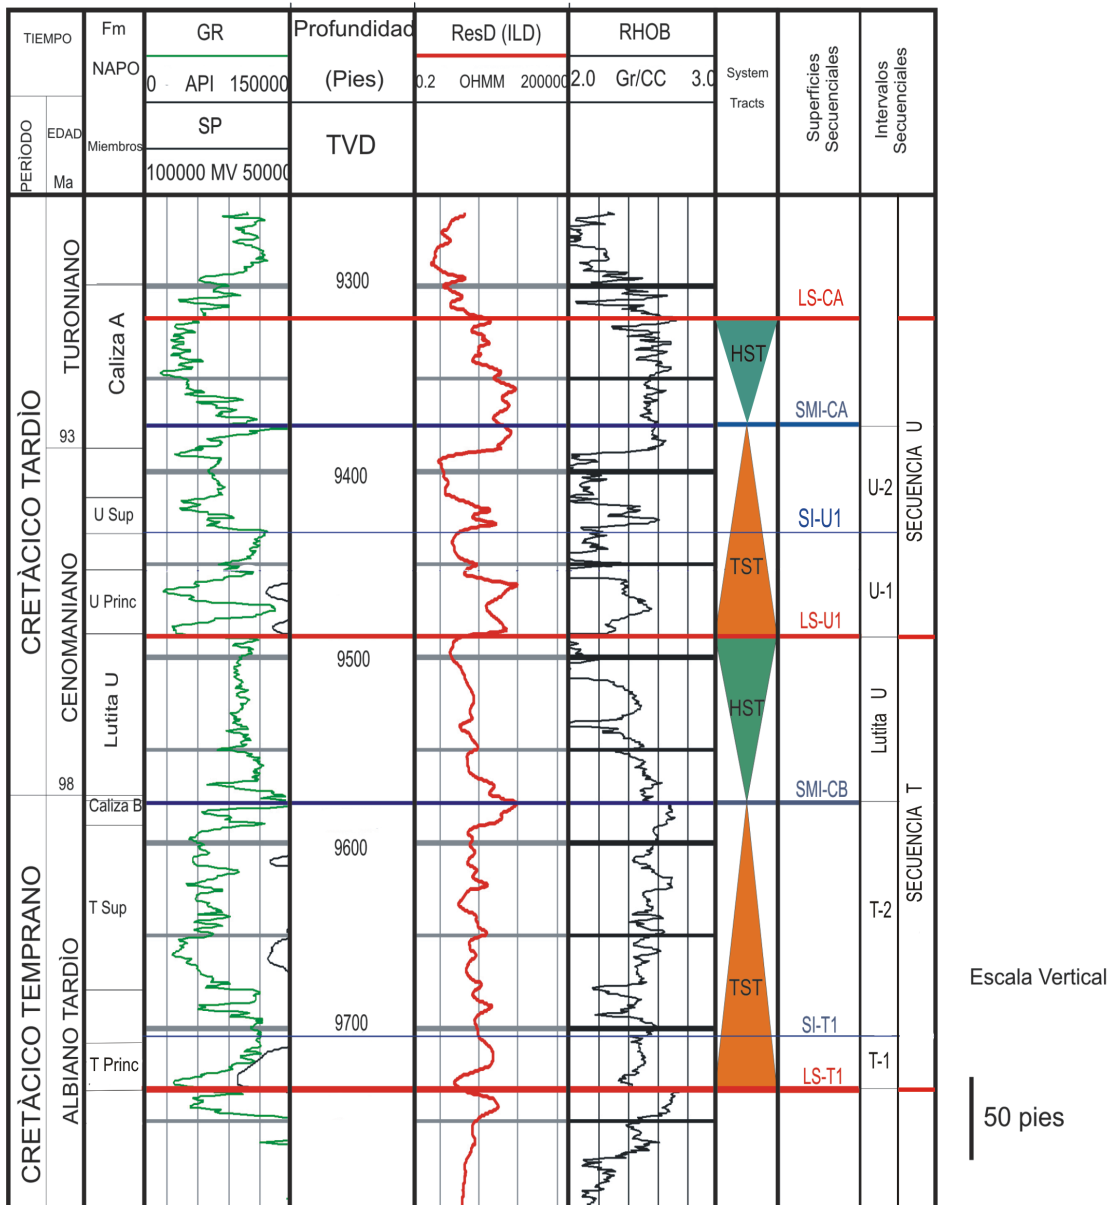 TIEMPO
PERÌODO
EDAD
Ma
Fm
NAPO
Miembros
GR
0 API 150000
SP
100000 MV 50000
Profundidad
(Pies)
TVD
ResD (ILD)
0.2 OHMM 200000
RHOB
2.0 Gr/CC 3.0
System
Tracts
Superficies
Secuenciales
Intervalos
Secuenciales
CRETÀCICO TARDÌO
CRETÀCICO TEMPRANO
TURONIANO
93
CENOMANIANO
98
ALBIANO TARDÌO
Caliza A
U Sup
U Princ
Lutita U
Caliza B
T Sup
T Princ
9300
9400
9500
9600
9700
HST
TST
HST
TST
LS-CA
SMI-CA
SI-U1
LS-U1
SMI-CB
SI-T1
LS-T1
U-2
U-1
Lutita U
T-2
T-1
SECUENCIA U
SECUENCIA T
Escala Vertical
50 pies